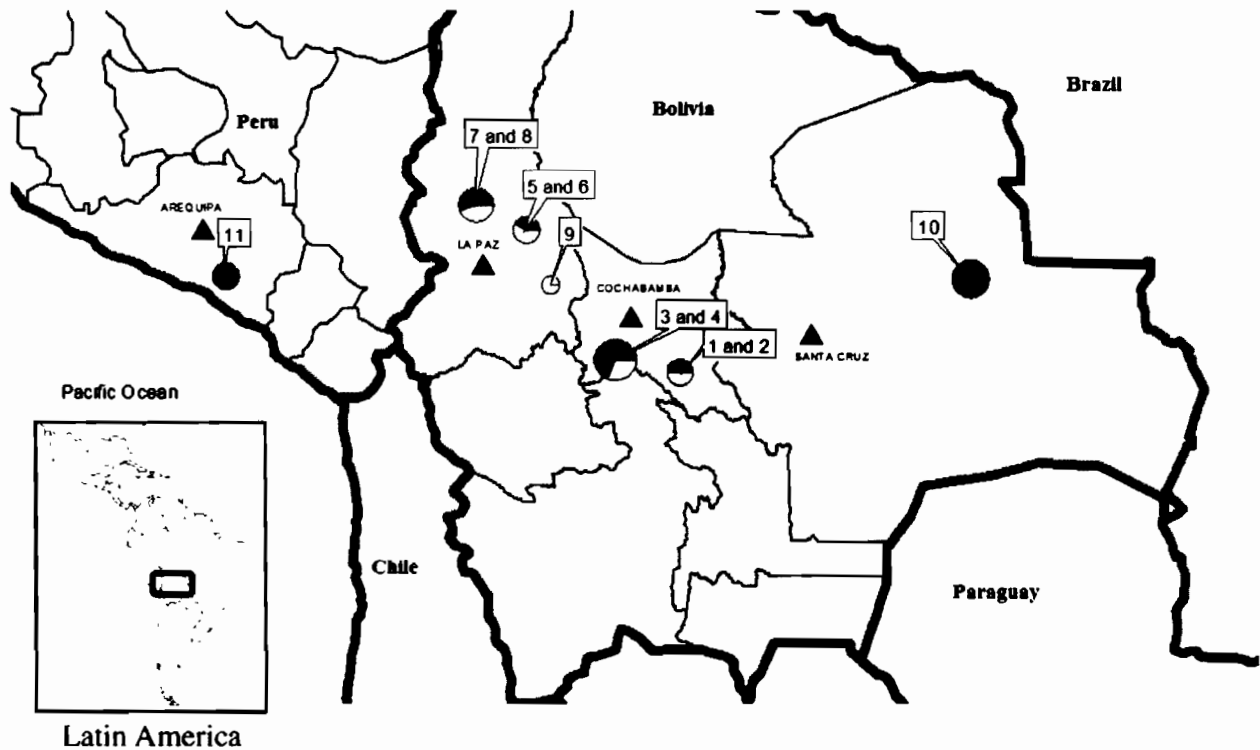 Brazil
Bolivia
Peru
7 and 8
5 and 6
AREQUIPA
11
9
10
LA PAZ
COCHABAMBA
3 and 4
1 and 2
SANTA CRUZ
Pacific Ocean
Chile
Paraguay
Latin America